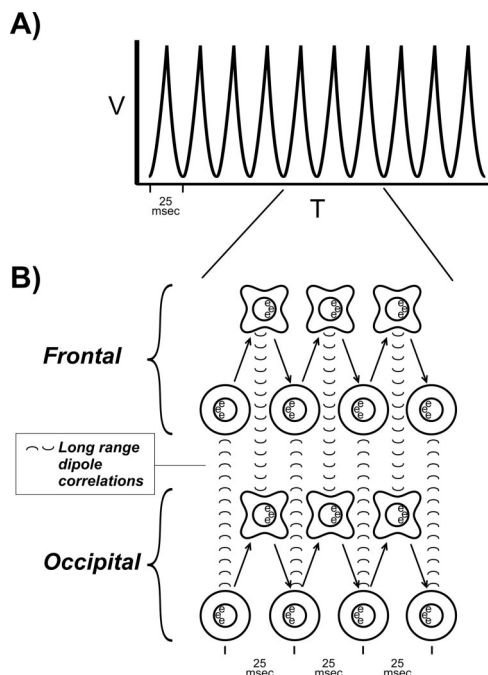 A)
V
25
msec
T
B)
Frontal
e e e e e e e e e
e e e e e e e e e e e e
Long range
dipole
correlations
Occipital
e e e e e e e e e
e e e e e e e e e e e e
25 25 25
msec msec msec